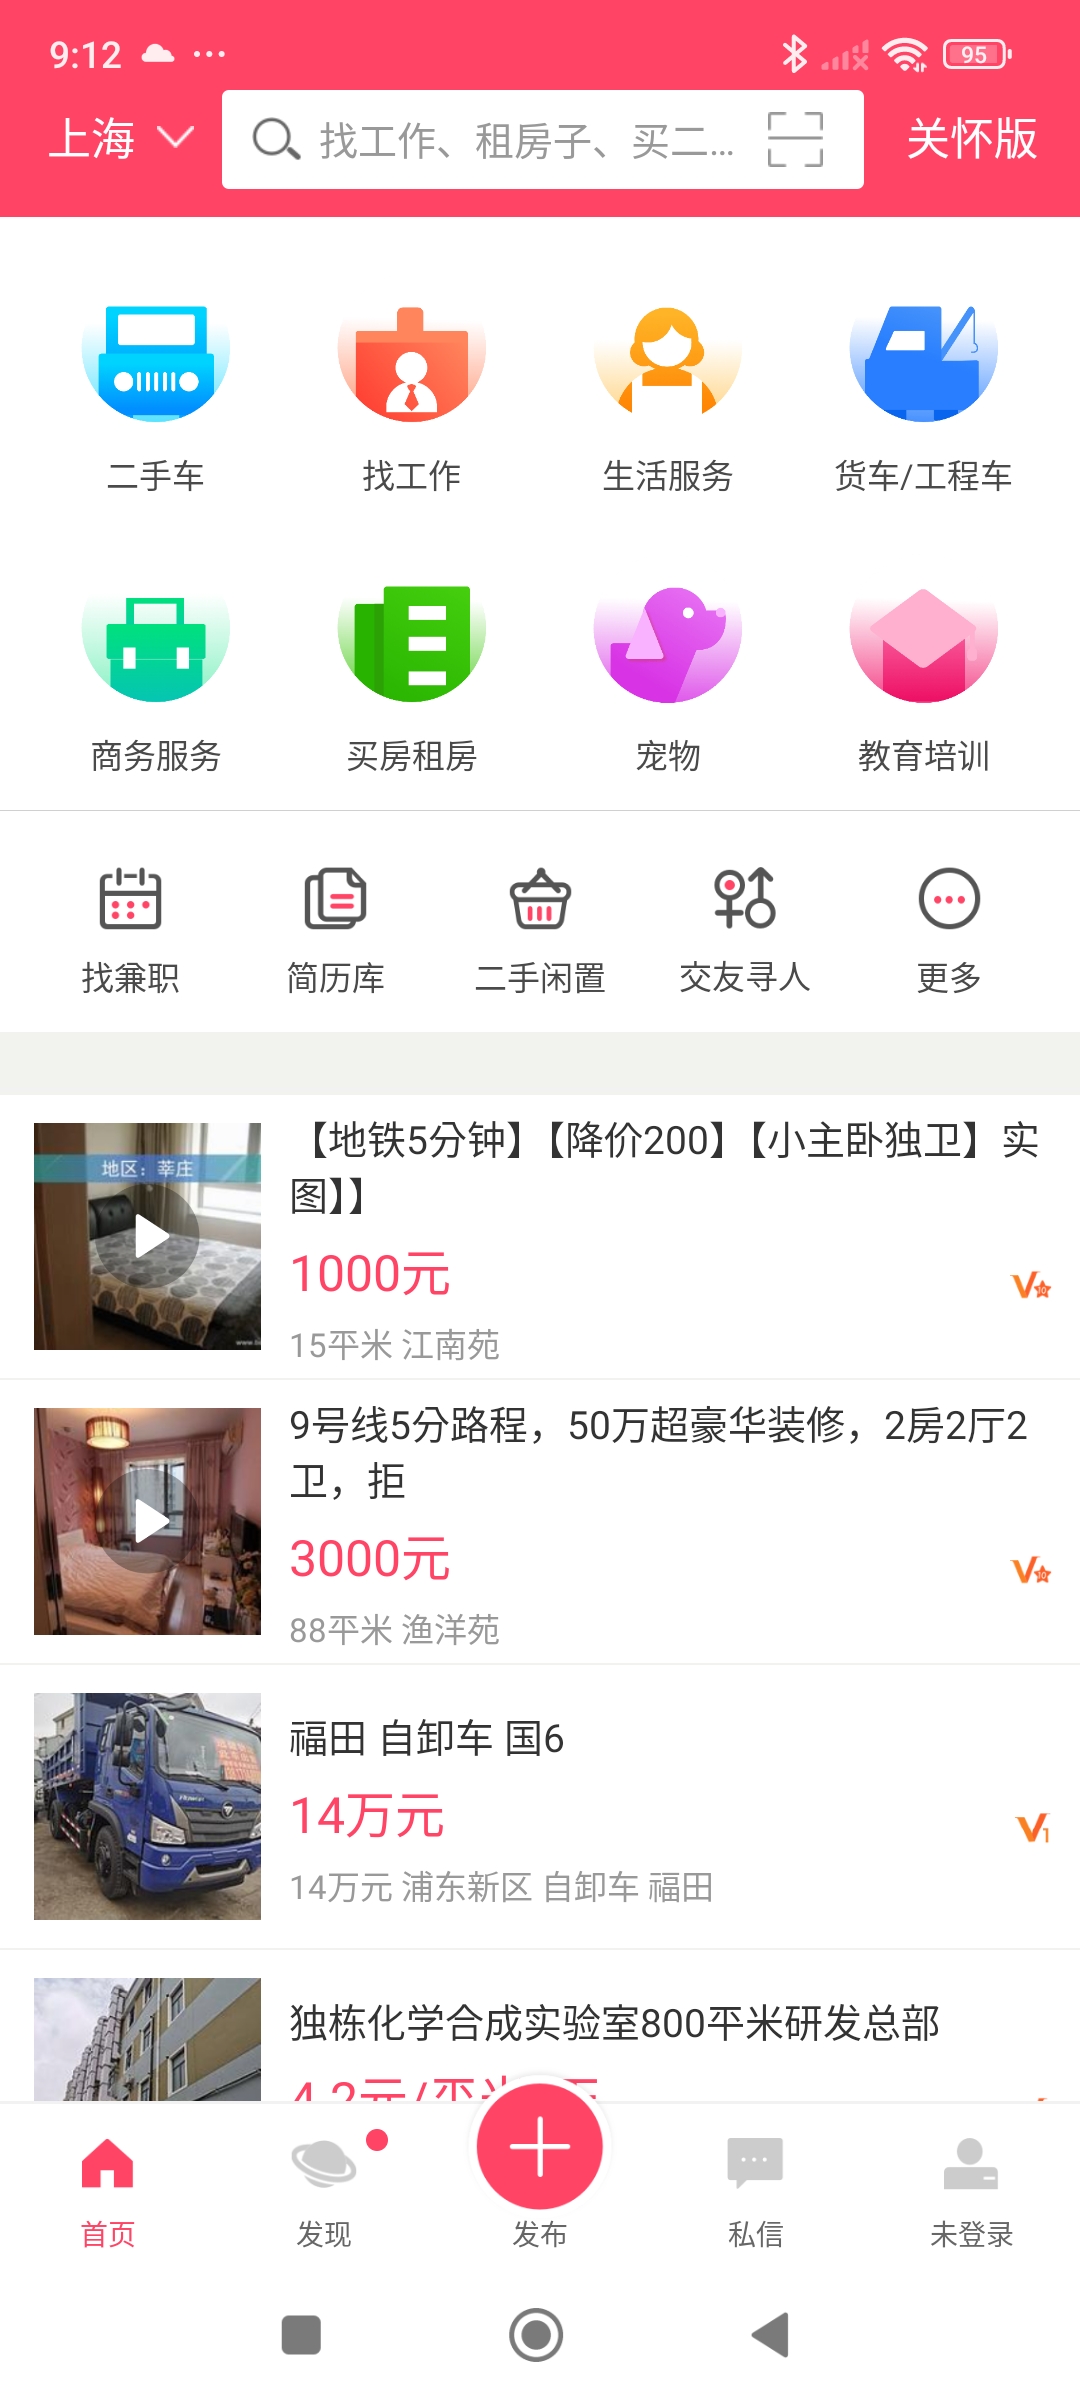 9:12
95
上海
找工作、租房子、买二...
关怀版
二手车
找工作
生活服务
货车/工程车
商务服务
买房租房
宠物
教育培训
找兼职
简历库
二手闲置
交友寻人
更多
地区：莘庄
【地铁5分钟】【降价200】【小主卧独卫】实
图】】
1000元
15平米 江南苑
9号线5分路程，50万超豪华装修，2房2厅2
卫，拒
3000元
88平米 渔洋苑
福田 自卸车 国6
14万元
V1
14万元 浦东新区 自卸车 福田
独栋化学合成实验室800平米研发总部
首页
发现
发布
私信
未登录